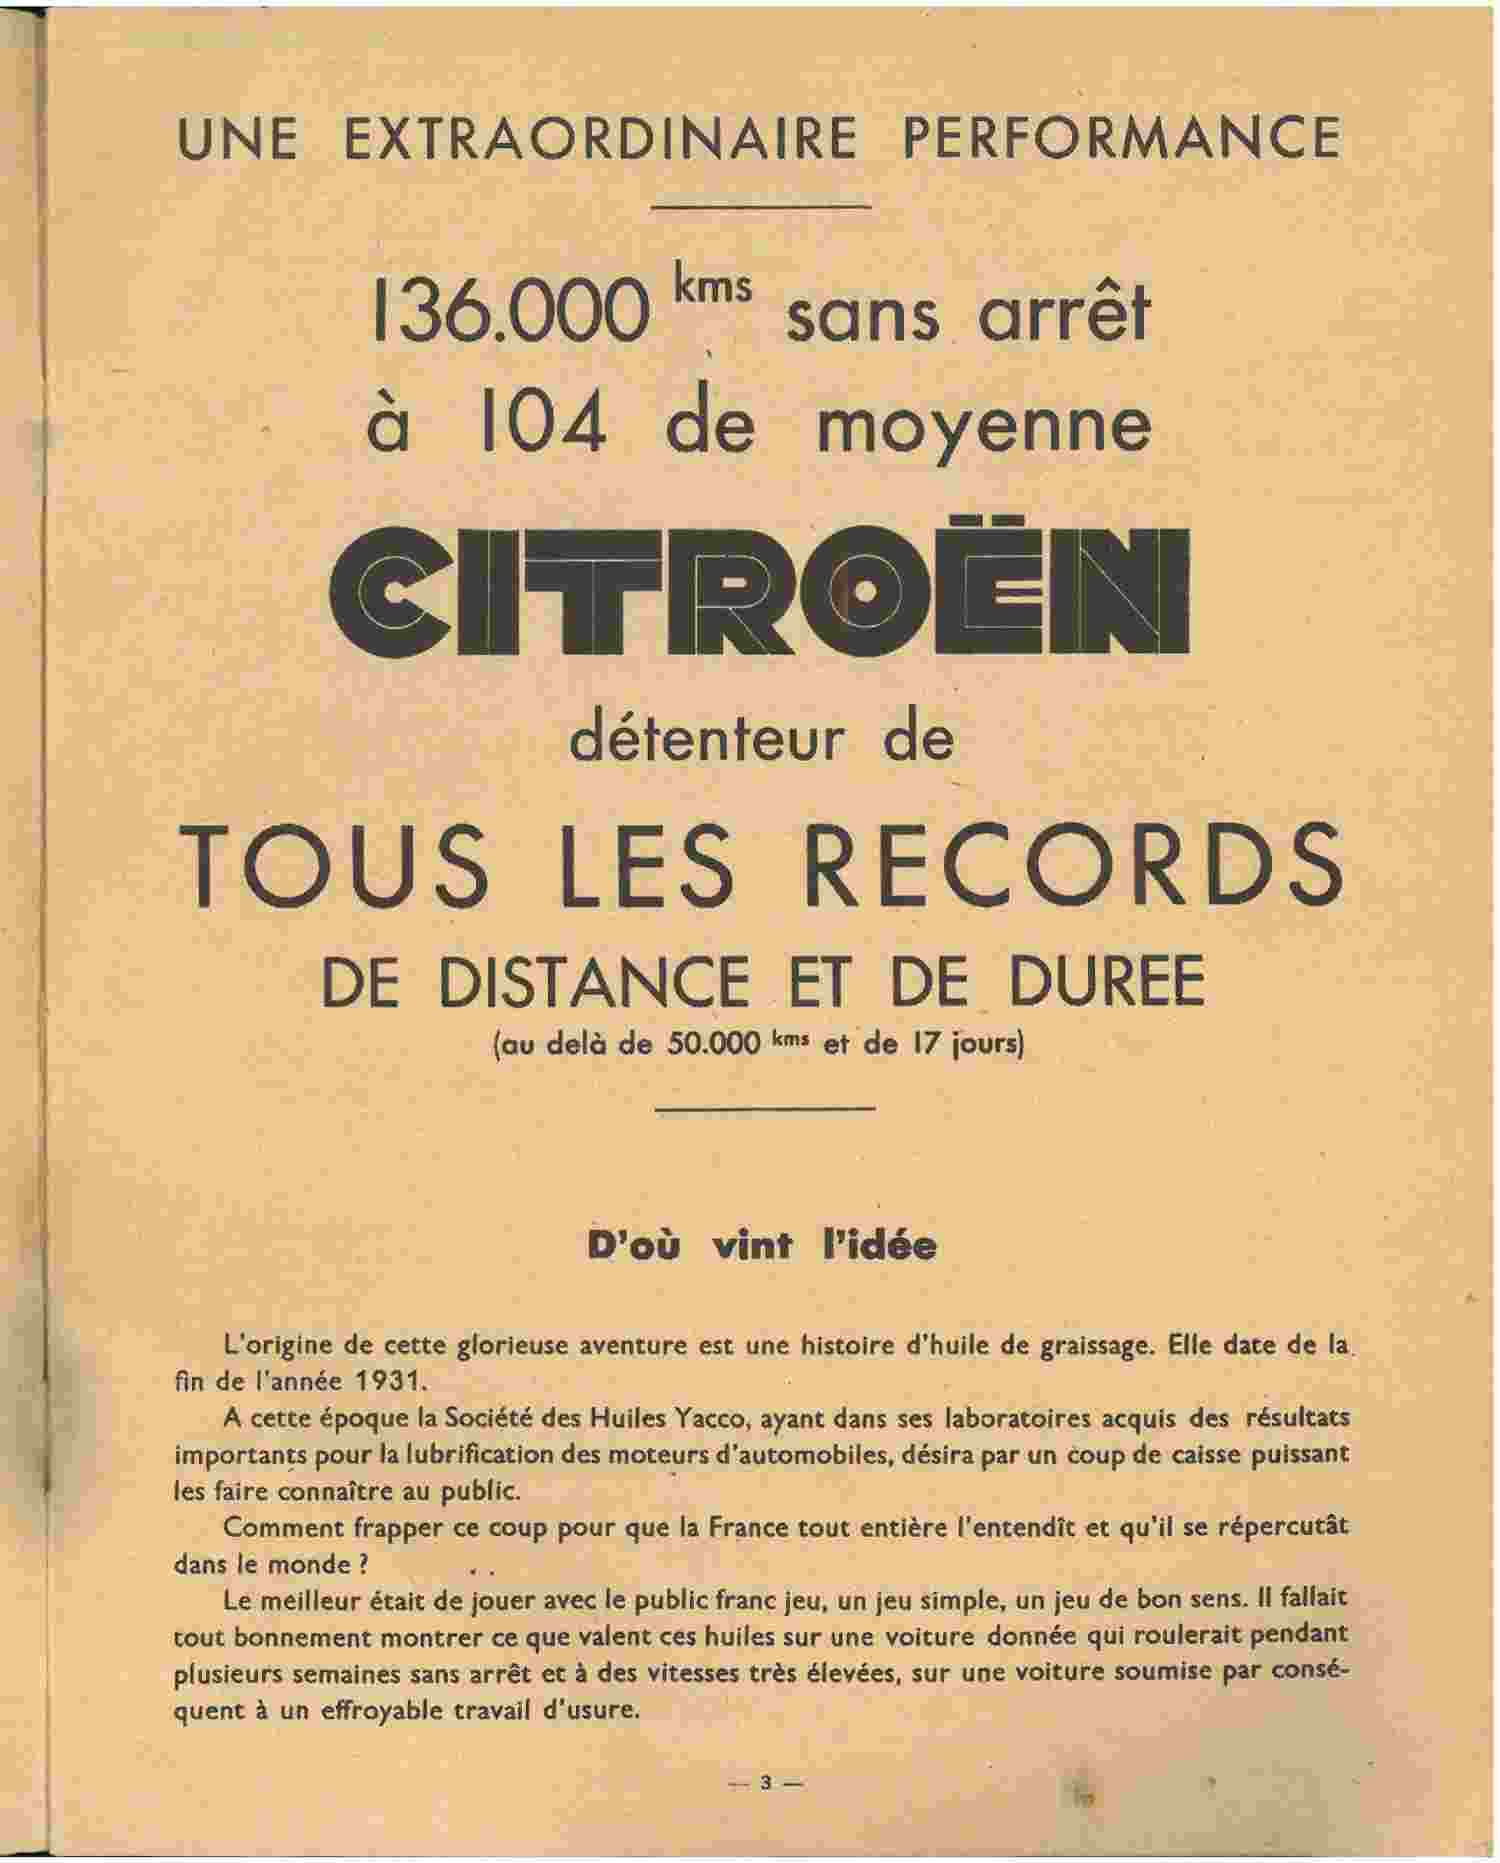 UNE EXTRAORDINAIRE PERFORMANCE
136.000 kms sans arrêt
à 104 de moyenne
CITROËN
détenteur de
TOUS LES RECORDS
DE DISTANCE ET DE DUREE
(au delà de 50.000 kms et de 17 jours)
D'où vint l'idée
L'origine de cette glorieuse aventure est une histoire d'huile de graissage. Elle date de la
fin de l'année 1931.
A cette époque la Société des Huiles Yacco, ayant dans ses laboratoires acquis des résultats
importants pour la lubrification des moteurs d'automobiles, désira par un coup de caisse puissant
les faire connaître au public.
Comment frapper ce coup pour que la France tout entière l'entendît et qu'il se répercutât
dans le monde ?
Le meilleur était de jouer avec le public franc jeu, un jeu simple, un jeu de bon sens. Il fallait
tout bonnement montrer ce que valent ces huiles sur une voiture donnée qui roulerait pendant
plusieurs semaines sans arrêt et à des vitesses très élevées, sur une voiture soumise par consé-
quent à un effroyable travail d'usure.
— 3 —